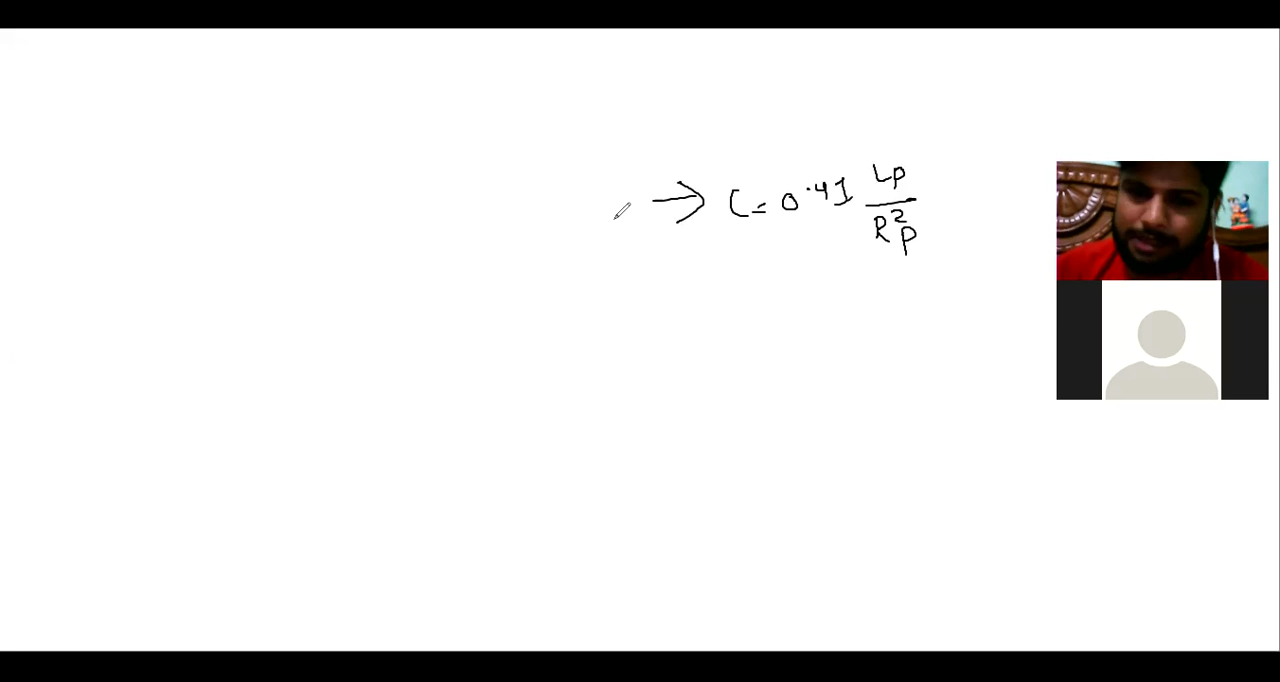 → C = 0.41 Lp / R²p